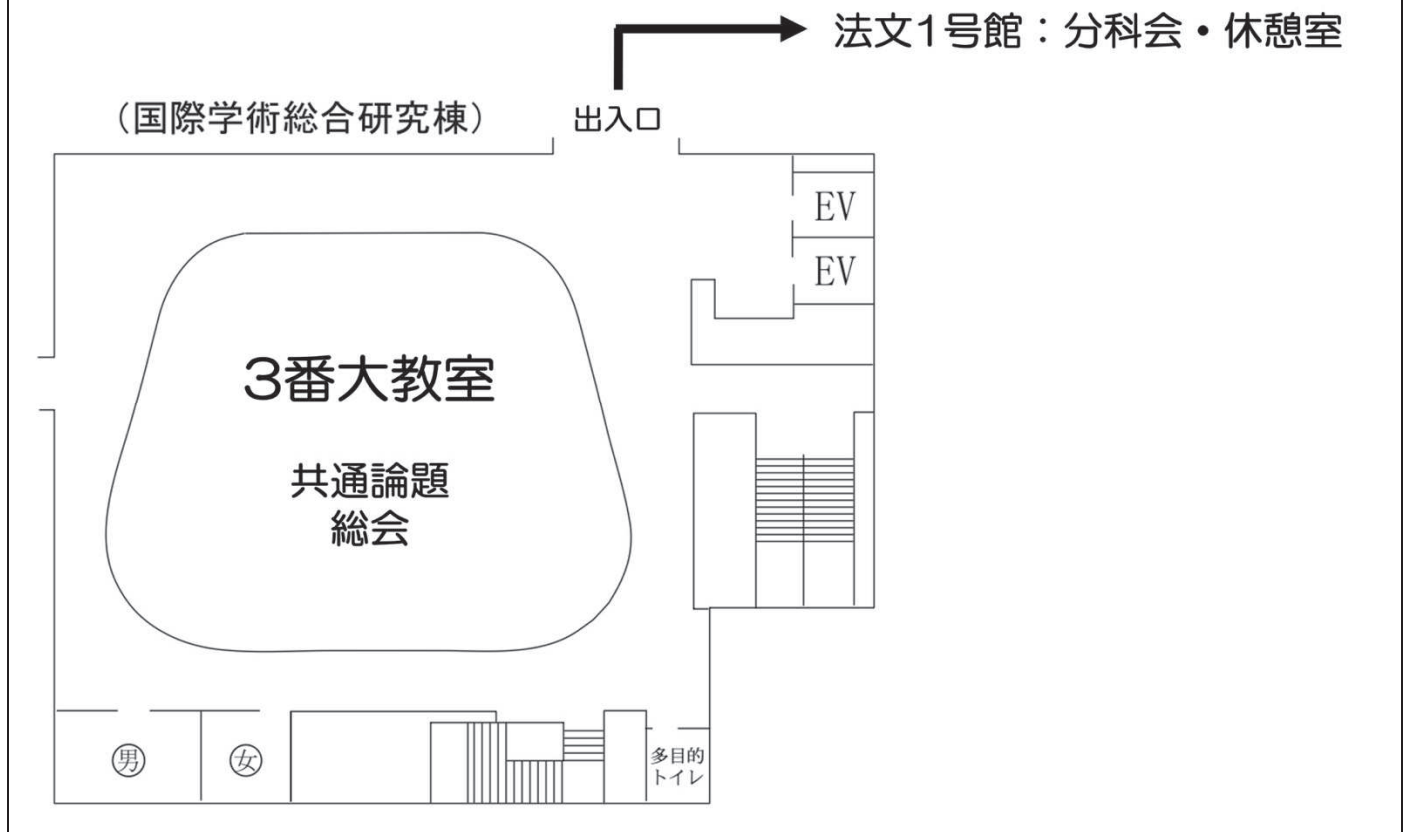 法文1号館：分科会・休憩室
（国際学術総合研究棟）
出入口
EV
EV
3番大教室
共通論題
総会
男
女
多目的
トイレ